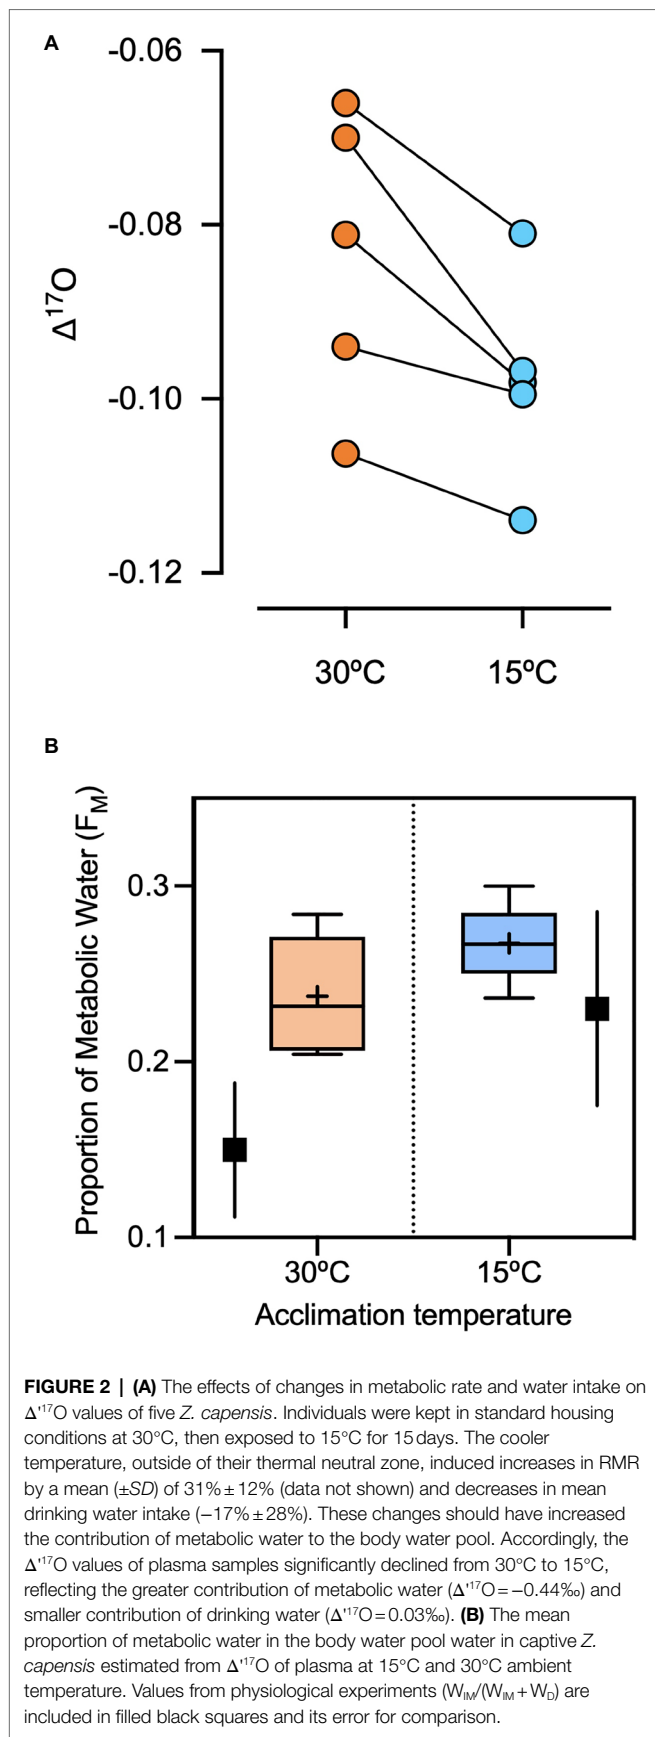 A
-0.06
-0.08
-0.10
-0.12
Δ¹⁷O
30ºC 15ºC
B
Proportion of Metabolic Water (F_M)
0.3
0.2
0.1
30ºC 15ºC
Acclimation temperature
FIGURE 2 | (A) The effects of changes in metabolic rate and water intake on
Δ'¹⁷O values of five Z. capensis. Individuals were kept in standard housing
conditions at 30°C, then exposed to 15°C for 15 days. The cooler
temperature, outside of their thermal neutral zone, induced increases in RMR
by a mean (±SD) of 31% ± 12% (data not shown) and decreases in mean
drinking water intake (−17% ± 28%). These changes should have increased
the contribution of metabolic water to the body water pool. Accordingly, the
Δ'¹⁷O values of plasma samples significantly declined from 30°C to 15°C,
reflecting the greater contribution of metabolic water (Δ'¹⁷O = −0.44‰) and
smaller contribution of drinking water (Δ'¹⁷O = 0.03‰). (B) The mean
proportion of metabolic water in the body water pool water in captive Z.
capensis estimated from Δ'¹⁷O of plasma at 15°C and 30°C ambient
temperature. Values from physiological experiments (W_IM/(W_IM + W_D) are
included in filled black squares and its error for comparison.